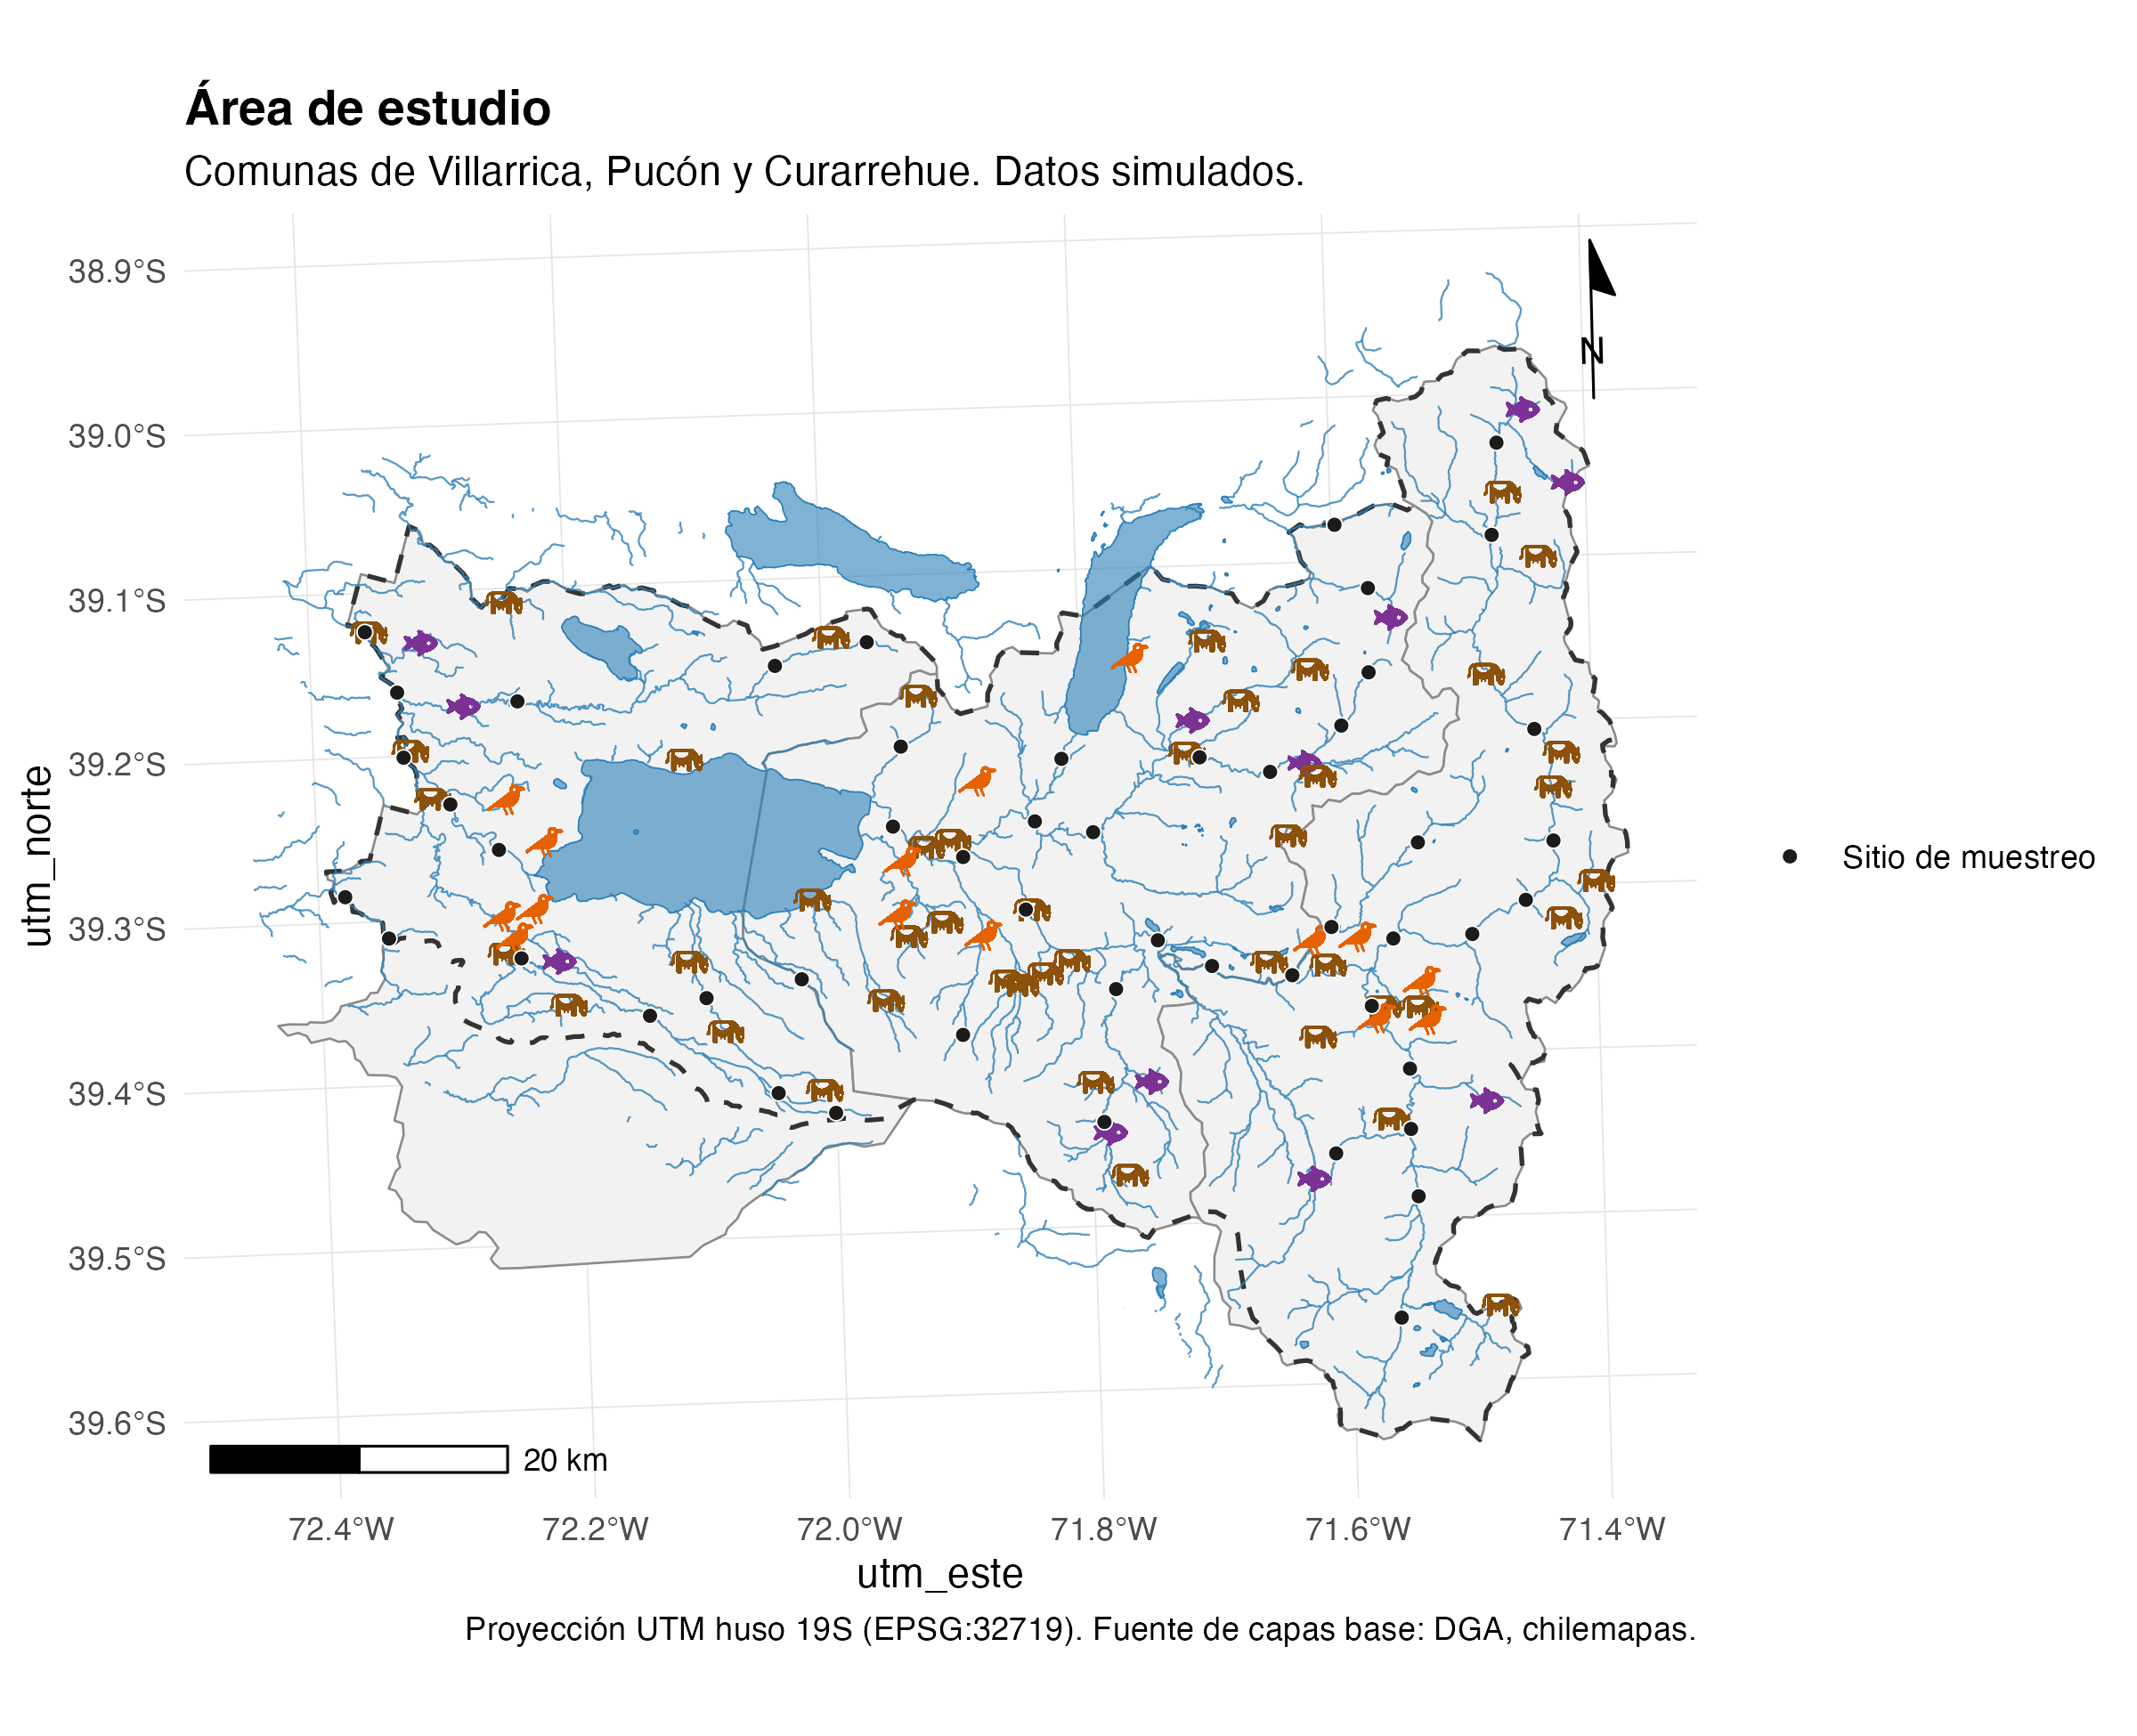 Área de estudio
Comunas de Villarrica, Pucón y Curarrehue. Datos simulados.
38.9°S
39.0°S
39.1°S
39.2°S
39.3°S
39.4°S
39.5°S
39.6°S
utm_norte
N
Sitio de muestreo
20 km
72.4°W
72.2°W
72.0°W
71.8°W
71.6°W
71.4°W
utm_este
Proyección UTM huso 19S (EPSG:32719). Fuente de capas base: DGA, chilemapas.